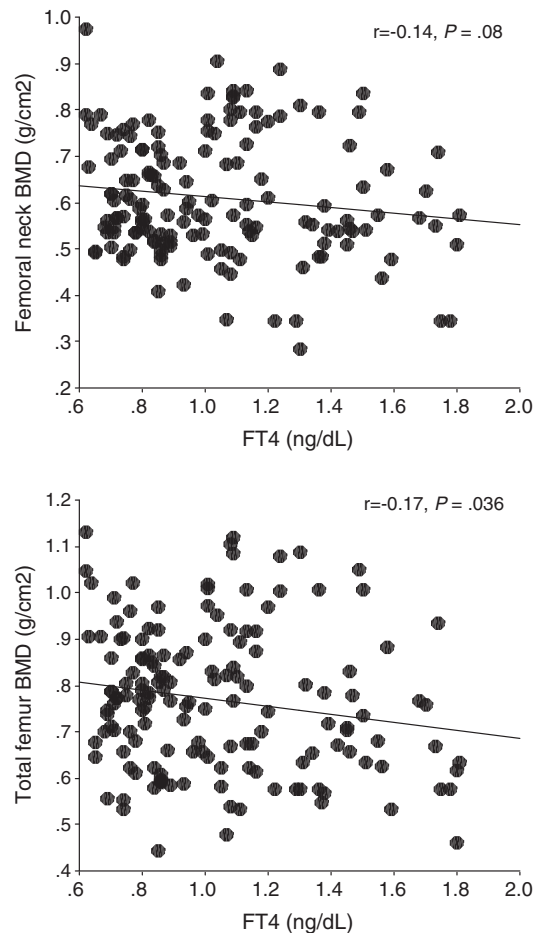 r=-0.14, P = .08
1.0
.9
.8
.7
.6
.5
.4
.3
.2
Femoral neck BMD (g/cm2)
.6 .8 1.0 1.2 1.4 1.6 1.8 2.0
FT4 (ng/dL)
r=-0.17, P = .036
1.2
1.1
1.0
.9
.8
.7
.6
.5
.4
Total femur BMD (g/cm2)
.6 .8 1.0 1.2 1.4 1.6 1.8 2.0
FT4 (ng/dL)